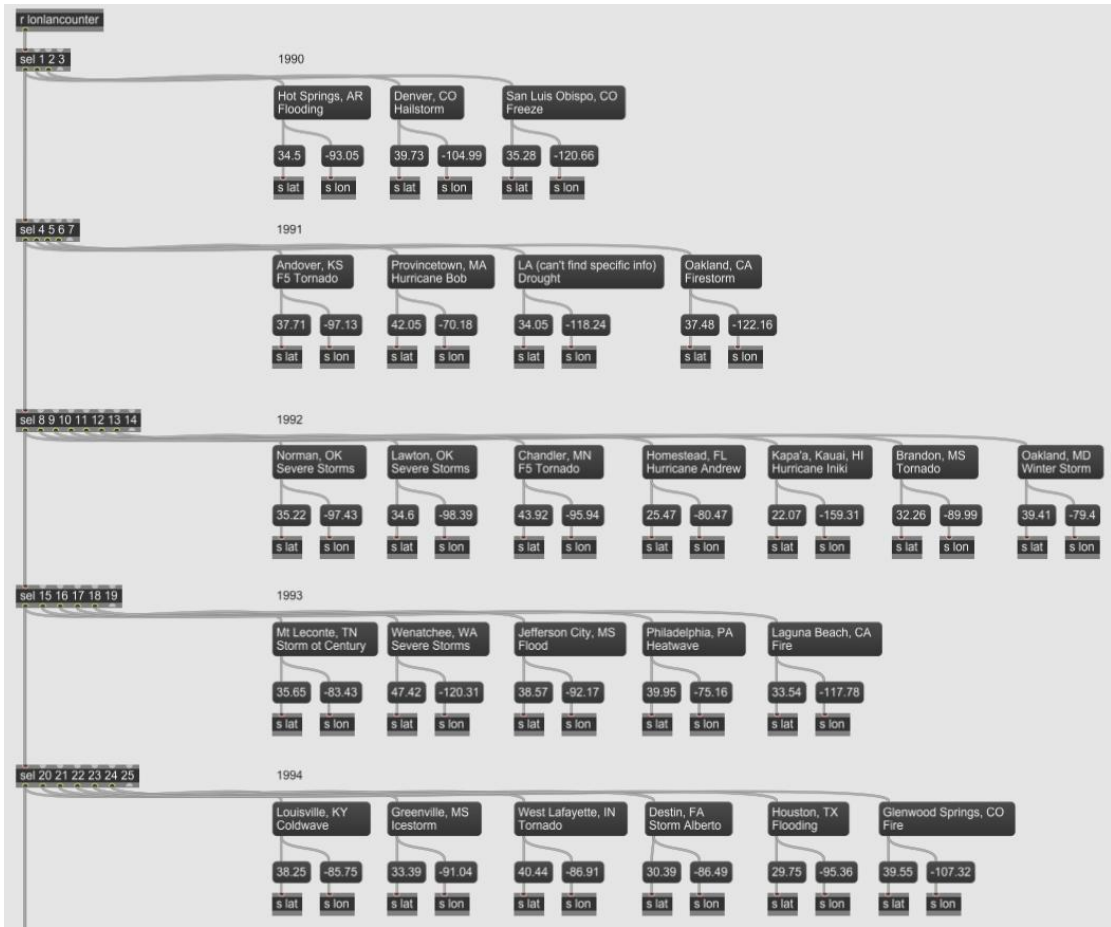 r lonlancounter
sel 1 2 3
1990
Hot Springs, AR
Flooding
Denver, CO
Hailstorm
San Luis Obispo, CO
Freeze
34.5 -93.05 39.73 -104.99 35.28 -120.66
s lat s lon s lat s lon s lat s lon
sel 4 5 6 7
1991
Andover, KS
F5 Tornado
Provincetown, MA
Hurricane Bob
LA (can't find specific info)
Drought
Oakland, CA
Firestorm
37.71 -97.13 42.05 -70.18 34.05 -118.24 37.48 -122.16
s lat s lon s lat s lon s lat s lon s lat s lon
sel 8 9 10 11 12 13 14
1992
Norman, OK
Severe Storms
Lawton, OK
Severe Storms
Chandler, MN
F5 Tornado
Homestead, FL
Hurricane Andrew
Kapa'a, Kauai, HI
Hurricane Iniki
Brandon, MS
Tornado
Oakland, MD
Winter Storm
35.22 -97.43 34.6 -98.39 43.92 -95.94 25.47 -80.47 22.07 -159.31 32.26 -89.99 39.41 -79.4
s lat s lon s lat s lon s lat s lon s lat s lon s lat s lon s lat s lon s lat s lon
sel 15 16 17 18 19
1993
Mt Leconte, TN
Storm ot Century
Wenatchee, WA
Severe Storms
Jefferson City, MS
Flood
Philadelphia, PA
Heatwave
Laguna Beach, CA
Fire
35.65 -83.43 47.42 -120.31 38.57 -92.17 39.95 -75.16 33.54 -117.78
s lat s lon s lat s lon s lat s lon s lat s lon s lat s lon
sel 20 21 22 23 24 25
1994
Louisville, KY
Coldwave
Greenville, MS
Icestorm
West Lafayette, IN
Tornado
Destin, FA
Storm Alberto
Houston, TX
Flooding
Glenwood Springs, CO
Fire
38.25 -85.75 33.39 -91.04 40.44 -86.91 30.39 -86.49 29.75 -95.36 39.55 -107.32
s lat s lon s lat s lon s lat s lon s lat s lon s lat s lon s lat s lon